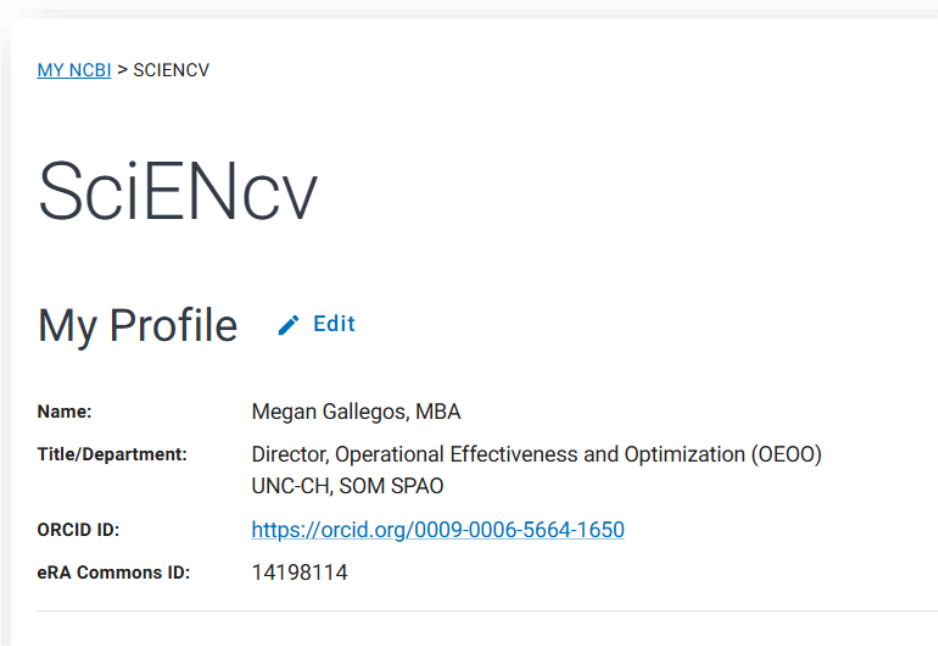 MY NCBI > SCIENCV
SciENcv
My Profile Edit
Name: Megan Gallegos, MBA
Title/Department: Director, Operational Effectiveness and Optimization (OEOO)
UNC-CH, SOM SPAO
ORCID ID: https://orcid.org/0009-0006-5664-1650
eRA Commons ID: 14198114